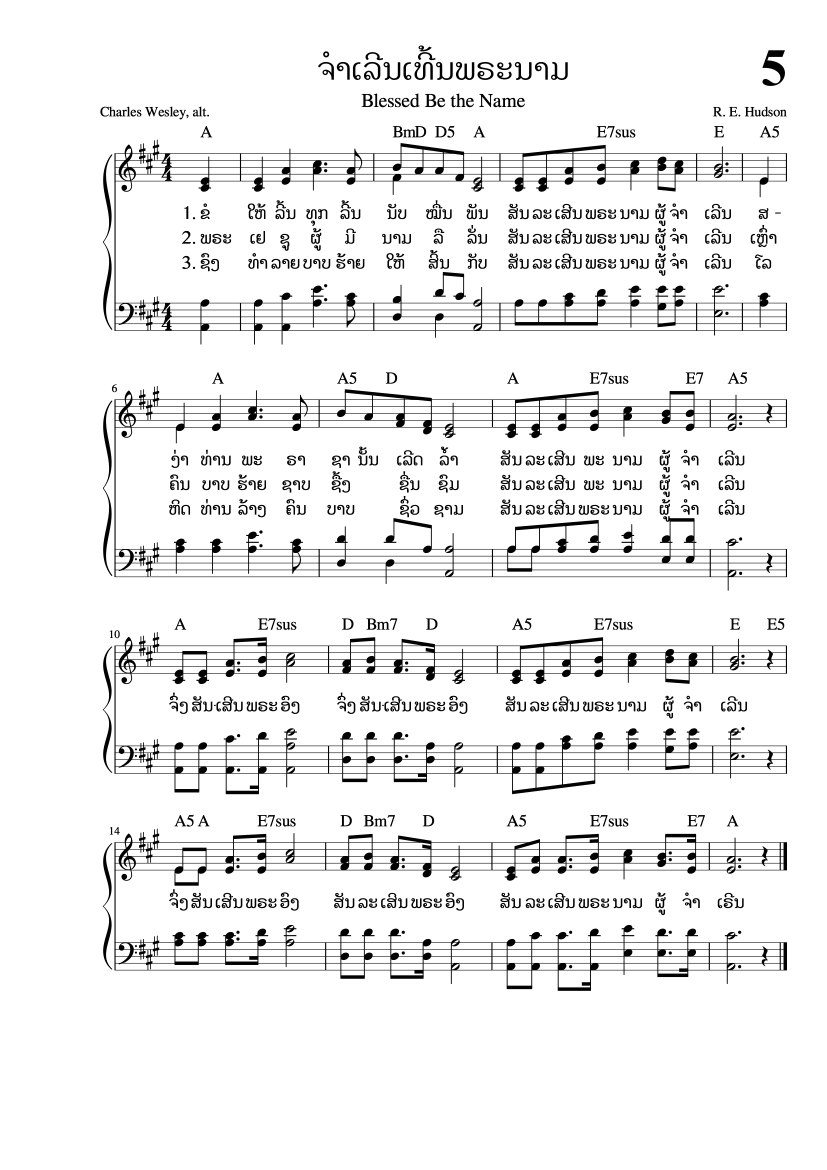 ຈຳເລີນເທີ້ນພຣະນາມ 5
Blessed Be the Name
Charles Wesley, alt. R. E. Hudson
A BmD D5 A E7sus E A5
1. ຂໍ ໃຫ້ ລີ້ນ ທຸກ ລີ້ນ ນັບ ໝື່ນ ພັນ ສັນ ລະ ເສີນ ພຣະ ນາມ ຜູ້ ຈຳ ເລີນ ສ -
2. ພຣະ ເຢ ຊູ ຜູ້ ມີ ນາມ ລື ລັ່ນ ສັນ ລະ ເສີນ ພຣະ ນາມ ຜູ້ ຈຳ ເລີນ ເຫຼົ່າ
3. ຊົງ ທຳ ລາຍ ບາບ ຮ້າຍ ໃຫ້ ສິ້ນ ກັບ ສັນ ລະ ເສີນ ພຣະ ນາມ ຜູ້ ຈຳ ເລີນ ໂລ
6 A A5 D A E7sus E7 A5
ງ່າ ທ່ານ ພະ ຣາ ຊາ ນັ້ນ ເລີດ ລ້ຳ ສັນ ລະ ເສີນ ພະ ນາມ ຜູ້ ຈຳ ເລີນ
ຄົນ ບາບ ຮ້າຍ ຊາບ ຊື້ງ ຊື່ນ ຊົມ ສັນ ລະ ເສີນ ພະ ນາມ ຜູ້ ຈຳ ເລີນ
ຫິດ ທ່ານ ລ້າງ ຄົນ ບາບ ຊົ່ວ ຊາມ ສັນ ລະ ເສີນ ພຣະ ນາມ ຜູ້ ຈຳ ເລີນ
10 A E7sus D Bm7 D A5 E7sus E E5
ຈົ່ງ ສັນ ເສີນ ພຣະ ອົງ ຈົ່ງ ສັນ ເສີນ ພຣະ ອົງ ສັນ ລະ ເສີນ ພຣະ ນາມ ຜູ້ ຈຳ ເລີນ
14 A5 A E7sus D Bm7 D A5 E7sus E7 A
ຈົ່ງ ສັນ ເສີນ ພຣະ ອົງ ສັນ ລະ ເສີນ ພຣະ ອົງ ສັນ ລະ ເສີນ ພຣະ ນາມ ຜູ້ ຈຳ ເຣີນ